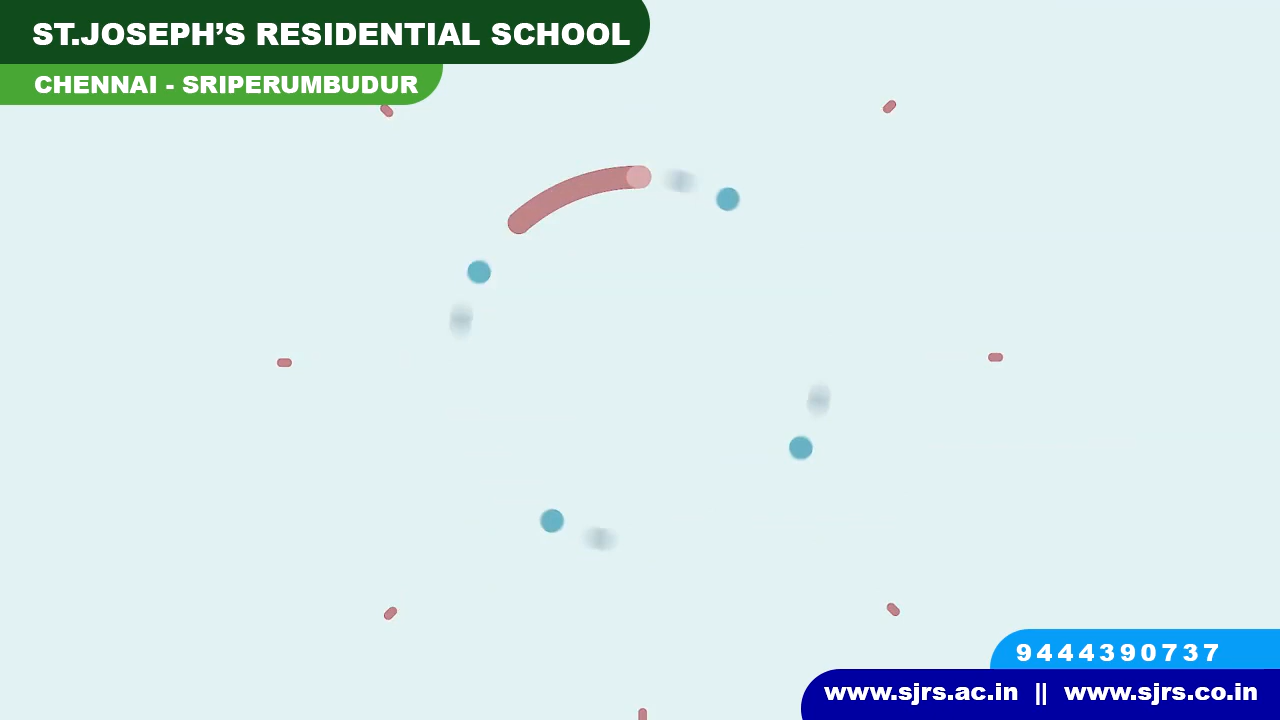 ST.JOSEPH’S RESIDENTIAL SCHOOL
CHENNAI - SRIPERUMBUDUR
9444390737
www.sjrs.ac.in || www.sjrs.co.in